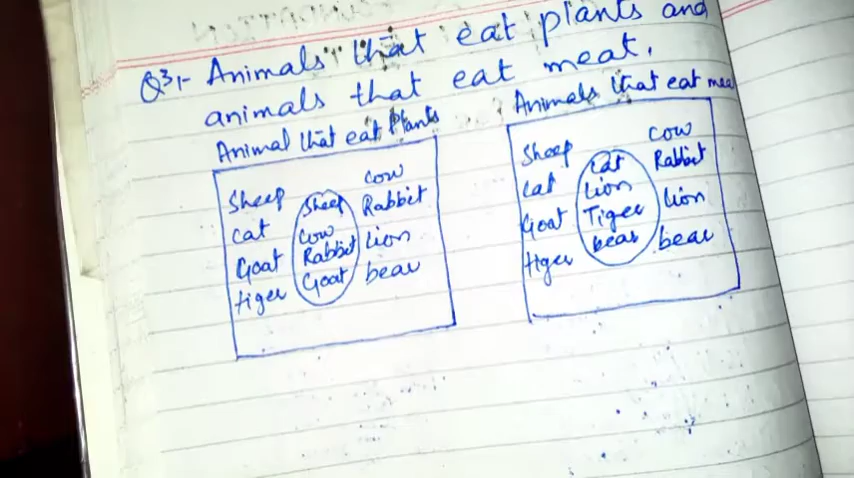 Q3:- Animals that eat plants and
animals that eat meat.
Animal that eat Plants
Sheep
cat
Goat
tiger
Sheep
Cow
Rabbit
Goat
cow
Rabbit
lion
bear
Animals that eat mea
Sheep
cat
Goat
tiger
cat
Lion
Tiger
bear
cow
Rabbit
lion
bear